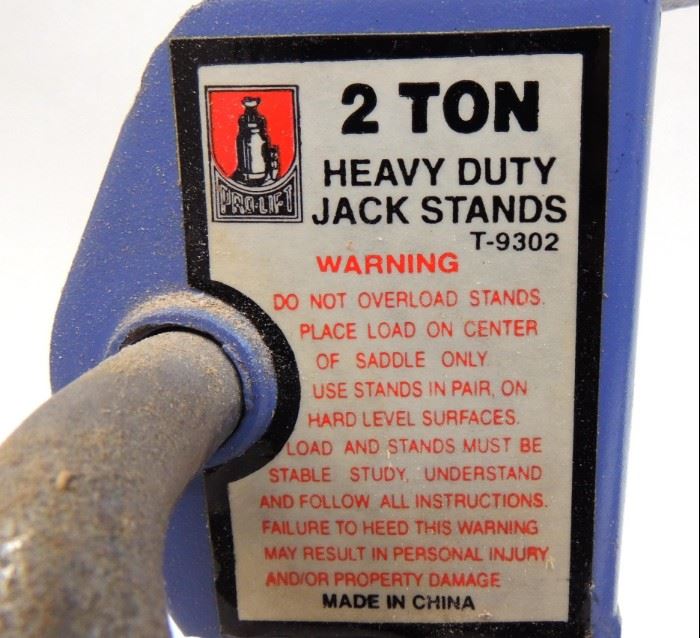 2 TON
PRO-LIFT
HEAVY DUTY
JACK STANDS
T-9302
WARNING
DO NOT OVERLOAD STANDS.
PLACE LOAD ON CENTER
OF SADDLE ONLY.
USE STANDS IN PAIR, ON
HARD LEVEL SURFACES.
LOAD AND STANDS MUST BE
STABLE STUDY, UNDERSTAND
AND FOLLOW ALL INSTRUCTIONS.
FAILURE TO HEED THIS WARNING
MAY RESULT IN PERSONAL INJURY
AND/OR PROPERTY DAMAGE
MADE IN CHINA